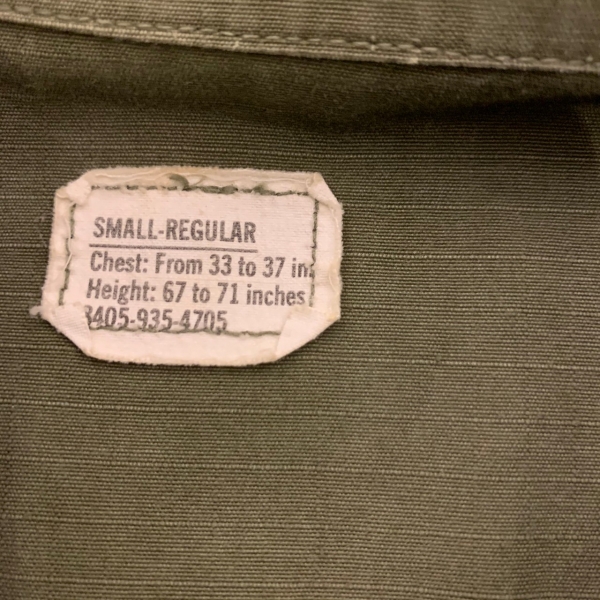 SMALL-REGULAR
Chest: From 33 to 37 in
Height: 67 to 71 inches
8405-935-4705